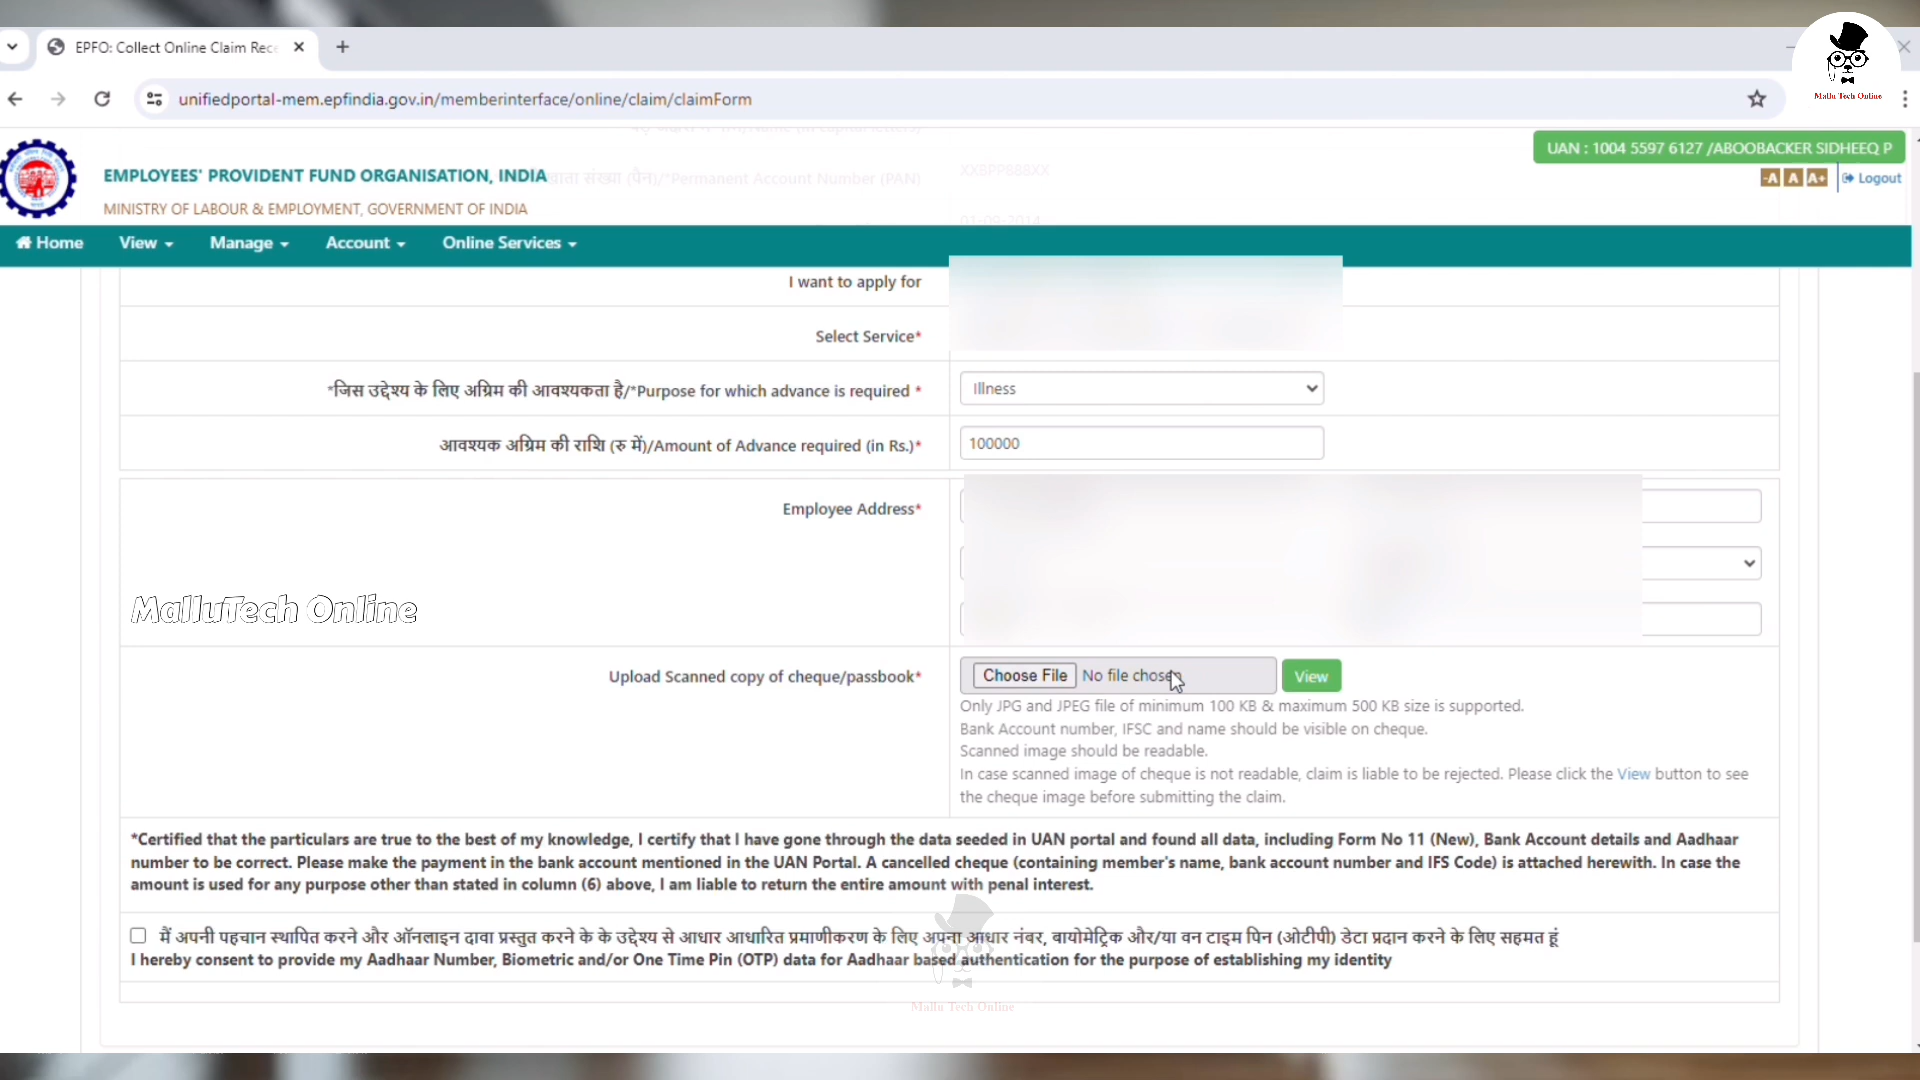 EPFO: Collect Online Claim Rece
unifiedportal-mem.epfindia.gov.in/memberinterface/online/claim/claimForm
Mallu Tech Online
UAN : 1004 5597 6127 /ABOOBACKER SIDHEEQ P
EMPLOYEES' PROVIDENT FUND ORGANISATION, INDIA
खाता संख्या (पैन)/*Permanent Account Number (PAN)
-A A A+ Logout
MINISTRY OF LABOUR & EMPLOYMENT, GOVERNMENT OF INDIA
01-09-2014
Home View Manage Account Online Services
I want to apply for
Select Service*
*जिस उद्देश्य के लिए अग्रिम की आवश्यकता है/*Purpose for which advance is required * Illness
आवश्यक अग्रिम की राशि (रु में)/Amount of Advance required (in Rs.)* 100000
Employee Address*
MalluTech Online
Upload Scanned copy of cheque/passbook* Choose File No file chosen View
Only JPG and JPEG file of minimum 100 KB & maximum 500 KB size is supported.
Bank Account number, IFSC and name should be visible on cheque.
Scanned image should be readable.
In case scanned image of cheque is not readable, claim is liable to be rejected. Please click the View button to see
the cheque image before submitting the claim.
*Certified that the particulars are true to the best of my knowledge, I certify that I have gone through the data seeded in UAN portal and found all data, including Form No 11 (New), Bank Account details and Aadhaar
number to be correct. Please make the payment in the bank account mentioned in the UAN Portal. A cancelled cheque (containing member's name, bank account number and IFS Code) is attached herewith. In case the
amount is used for any purpose other than stated in column (6) above, I am liable to return the entire amount with penal interest.
मैं अपनी पहचान स्थापित करने और ऑनलाइन दावा प्रस्तुत करने के के उद्देश्य से आधार आधारित प्रमाणीकरण के लिए अपना आधार नंबर, बायोमेट्रिक और/या वन टाइम पिन (ओटीपी) डेटा प्रदान करने के लिए सहमत हूं
I hereby consent to provide my Aadhaar Number, Biometric and/or One Time Pin (OTP) data for Aadhaar based authentication for the purpose of establishing my identity
Mallu Tech Online